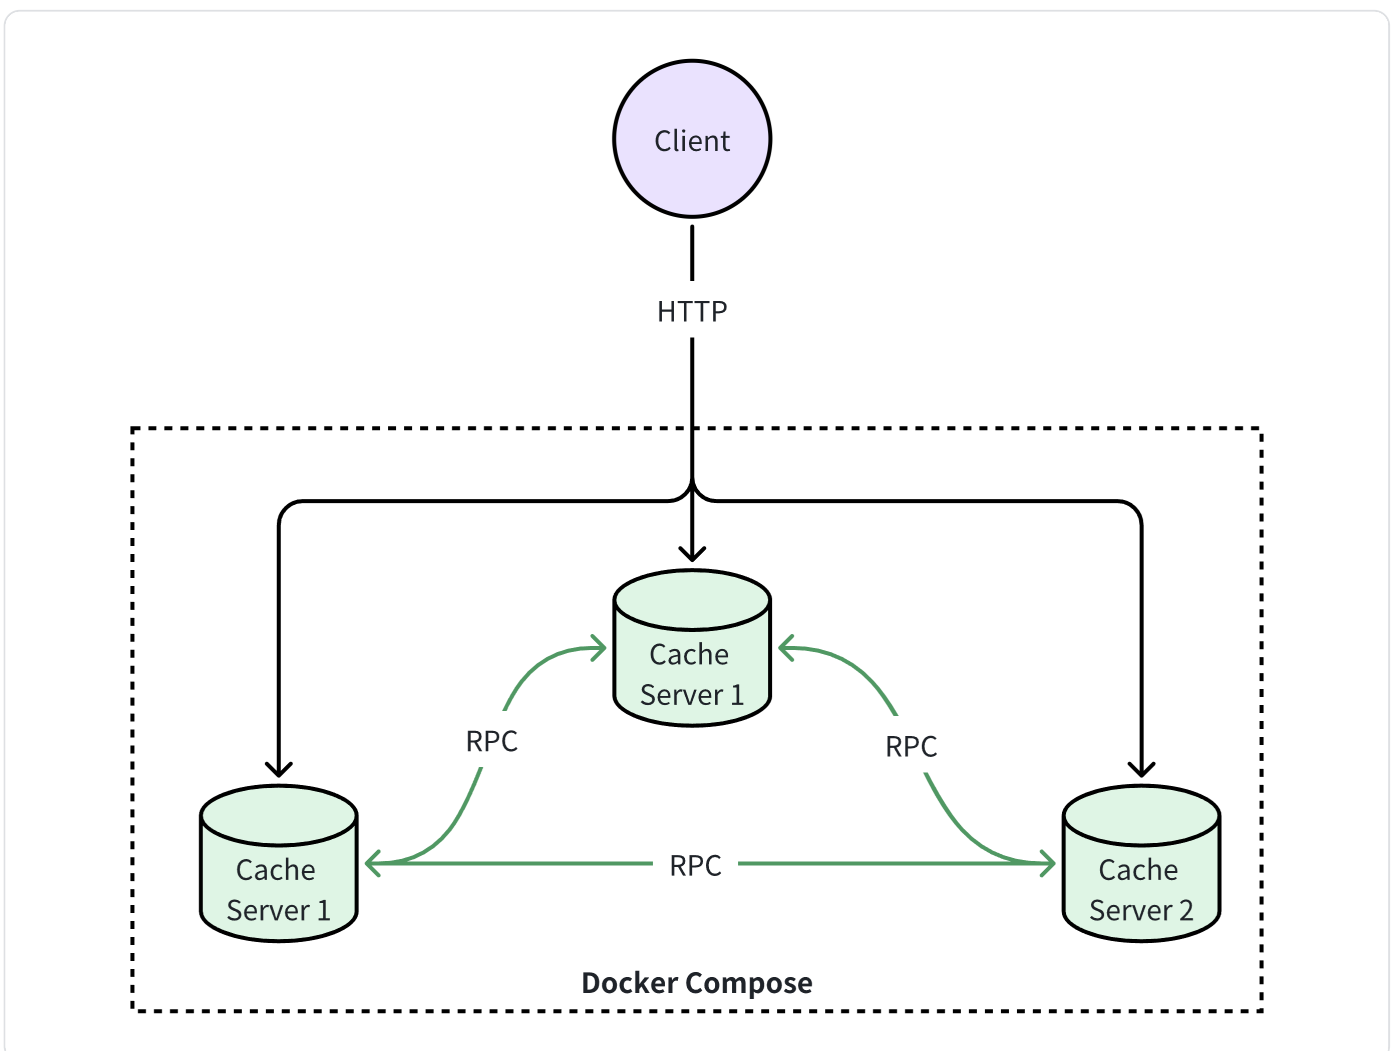 Client
HTTP
Cache
Server 1
RPC
RPC
Cache
Server 1
RPC
Cache
Server 2
Docker Compose